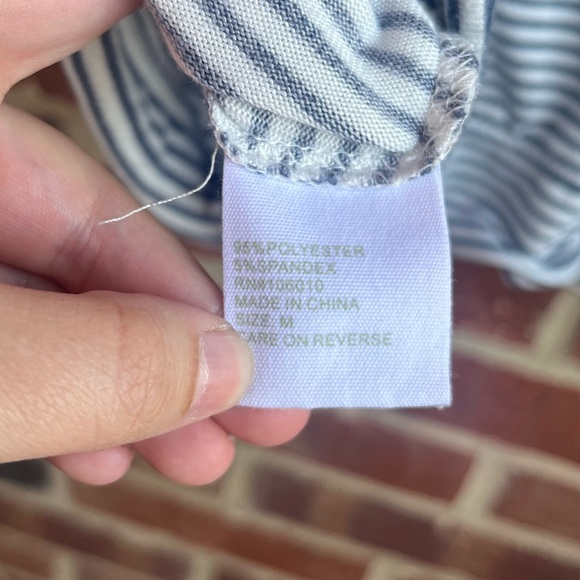 95%POLYESTER
5%SPANDEX
RN#106010
MADE IN CHINA
SIZE: M
CARE ON REVERSE